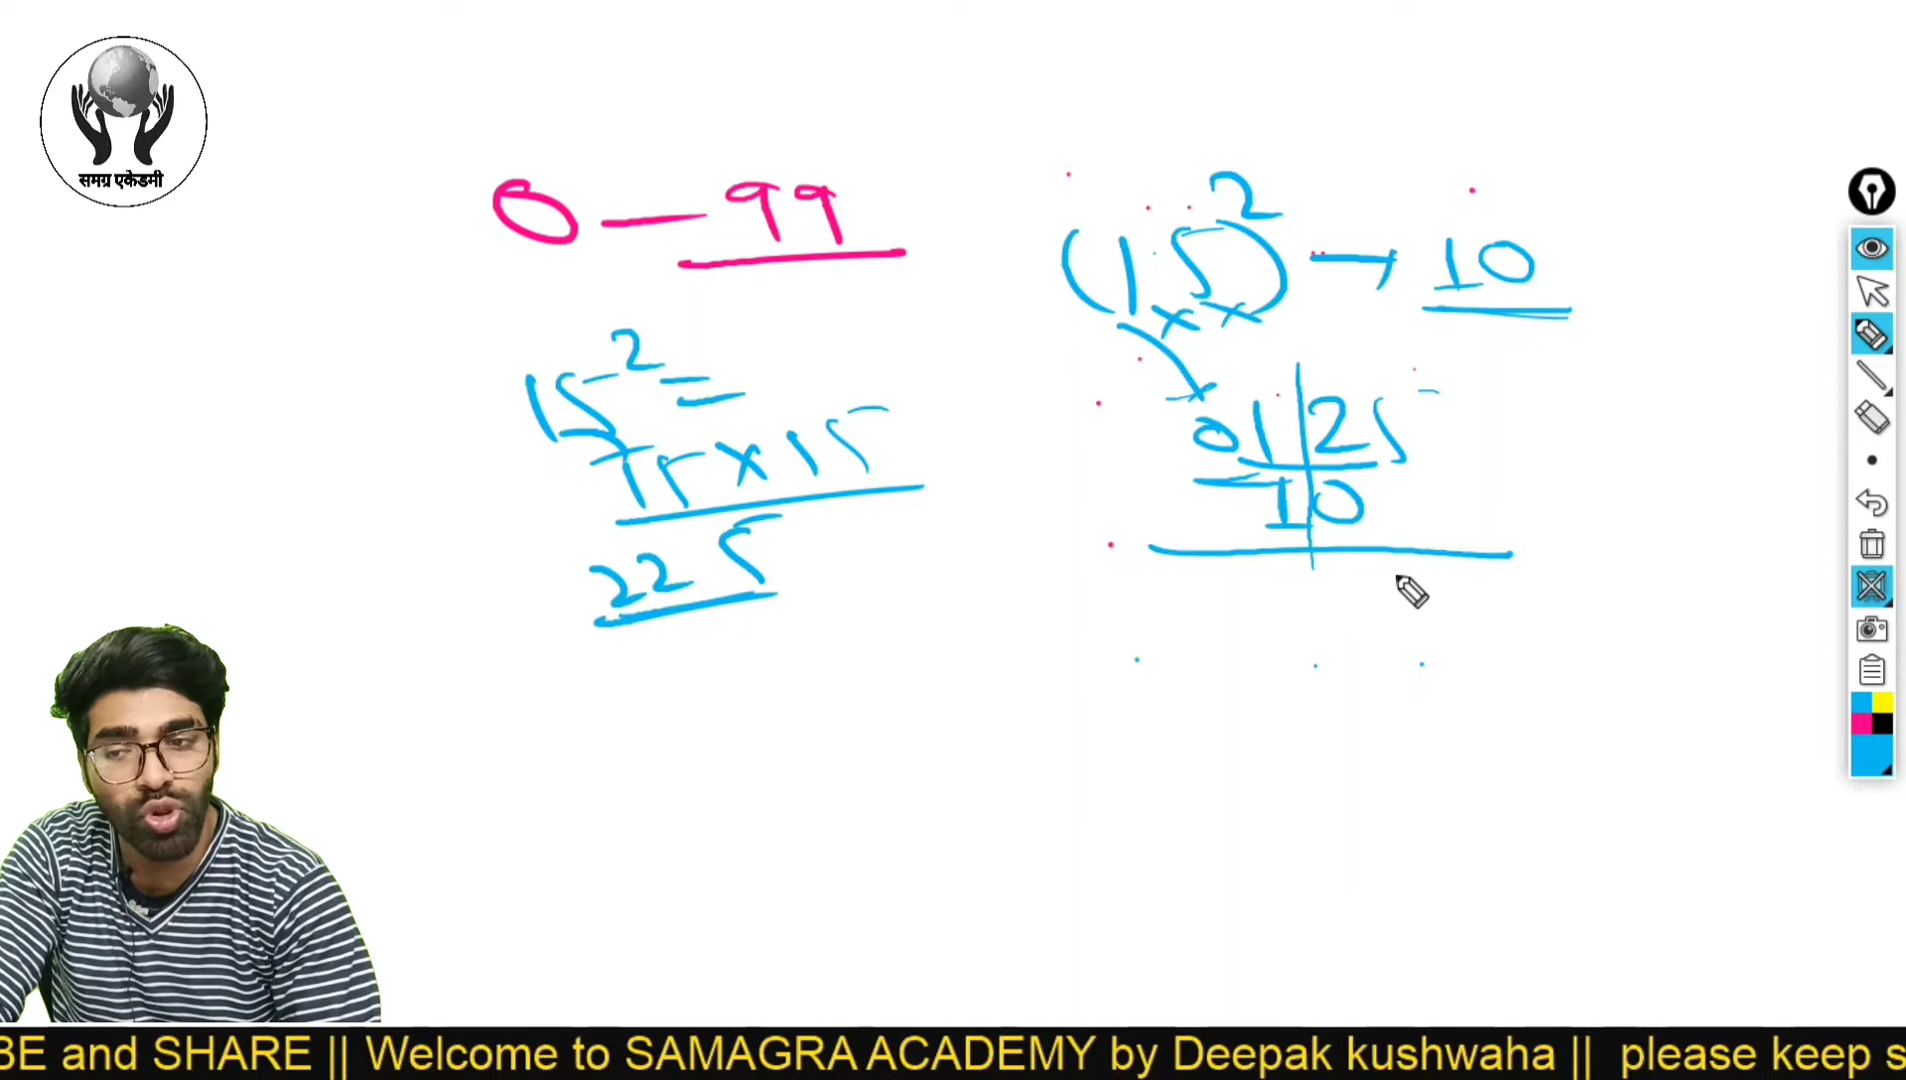 समग्र एकेडमी
0 — 99
15² =
15 × 15
225
(15)² → 10
01 | 25
10
BE and SHARE || Welcome to SAMAGRA ACADEMY by Deepak kushwaha || please keep s